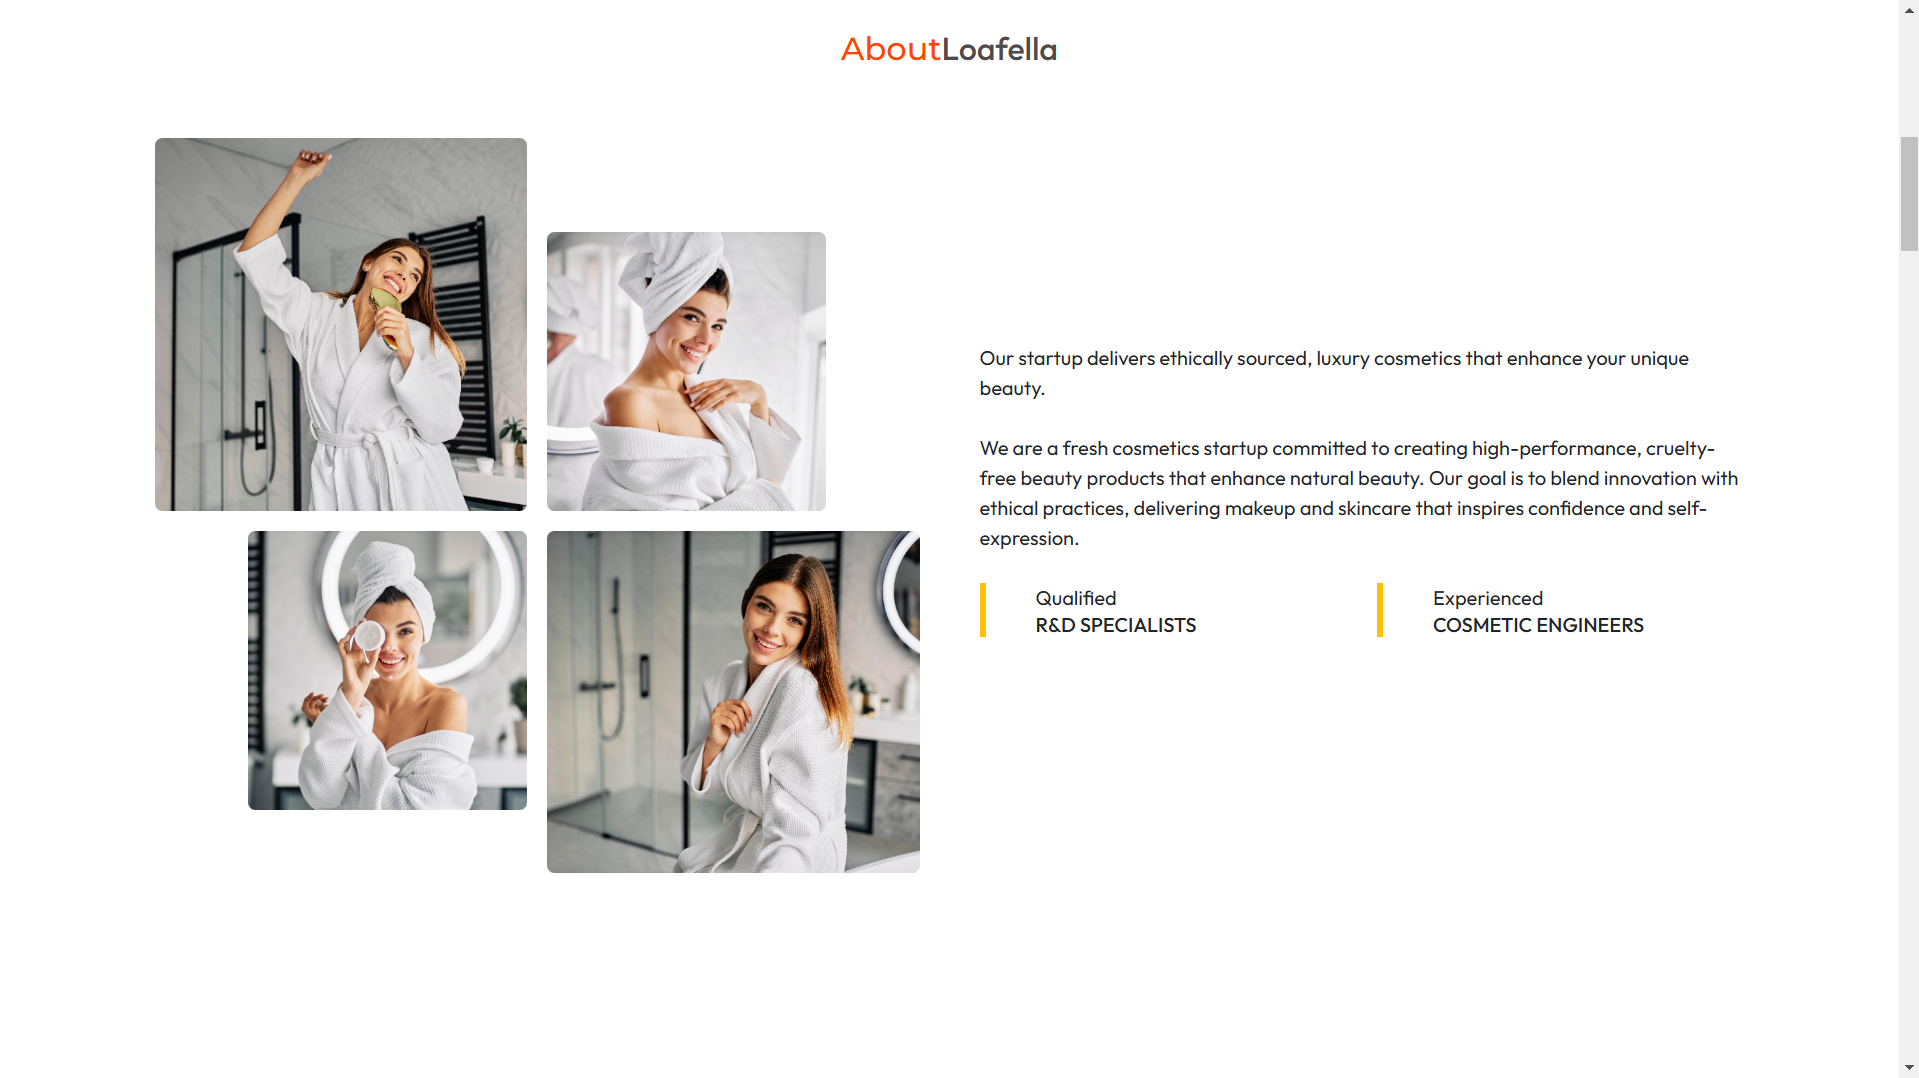 AboutLoafella
Our startup delivers ethically sourced, luxury cosmetics that enhance your unique
beauty.
We are a fresh cosmetics startup committed to creating high-performance, cruelty-
free beauty products that enhance natural beauty. Our goal is to blend innovation with
ethical practices, delivering makeup and skincare that inspires confidence and self-
expression.
Qualified
R&D SPECIALISTS
Experienced
COSMETIC ENGINEERS